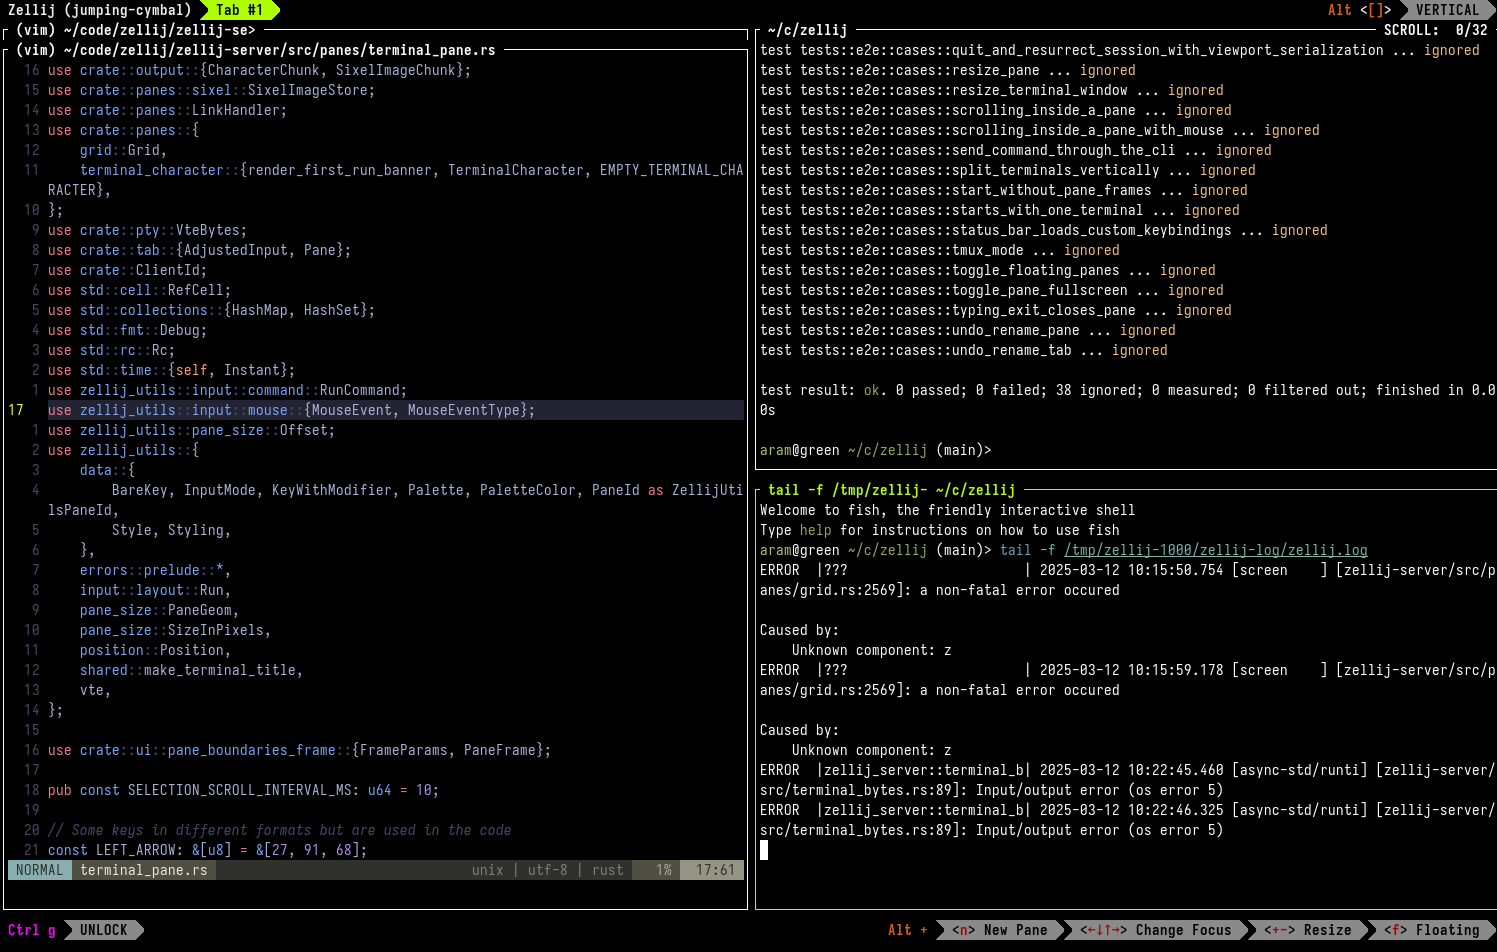 Zellij (jumping-cymbal) Tab #1 Alt <[]> VERTICAL
(vim) ~/code/zellij/zellij-se>
(vim) ~/code/zellij/zellij-server/src/panes/terminal_pane.rs
16 use crate::output::{CharacterChunk, SixelImageChunk};
15 use crate::panes::sixel::SixelImageStore;
14 use crate::panes::LinkHandler;
13 use crate::panes::{
12     grid::Grid,
11     terminal_character::{render_first_run_banner, TerminalCharacter, EMPTY_TERMINAL_CHA
RACTER},
10 };
9 use crate::pty::VteBytes;
8 use crate::tab::{AdjustedInput, Pane};
7 use crate::ClientId;
6 use std::cell::RefCell;
5 use std::collections::{HashMap, HashSet};
4 use std::fmt::Debug;
3 use std::rc::Rc;
2 use std::time::{self, Instant};
1 use zellij_utils::input::command::RunCommand;
17 use zellij_utils::input::mouse::{MouseEvent, MouseEventType};
1 use zellij_utils::pane_size::Offset;
2 use zellij_utils::{
3     data::{
4         BareKey, InputMode, KeyWithModifier, Palette, PaletteColor, PaneId as ZellijUti
lsPaneId,
5         Style, Styling,
6     },
7     errors::prelude::*,
8     input::layout::Run,
9     pane_size::PaneGeom,
10     pane_size::SizeInPixels,
11     position::Position,
12     shared::make_terminal_title,
13     vte,
14 };
15
16 use crate::ui::pane_boundaries_frame::{FrameParams, PaneFrame};
17
18 pub const SELECTION_SCROLL_INTERVAL_MS: u64 = 10;
19
20 // Some keys in different formats but are used in the code
21 const LEFT_ARROW: &[u8] = &[27, 91, 68];
NORMAL terminal_pane.rs unix | utf-8 | rust 1% 17:61
~/c/zellij SCROLL: 0/32
test tests::e2e::cases::quit_and_resurrect_session_with_viewport_serialization ... ignored
test tests::e2e::cases::resize_pane ... ignored
test tests::e2e::cases::resize_terminal_window ... ignored
test tests::e2e::cases::scrolling_inside_a_pane ... ignored
test tests::e2e::cases::scrolling_inside_a_pane_with_mouse ... ignored
test tests::e2e::cases::send_command_through_the_cli ... ignored
test tests::e2e::cases::split_terminals_vertically ... ignored
test tests::e2e::cases::start_without_pane_frames ... ignored
test tests::e2e::cases::starts_with_one_terminal ... ignored
test tests::e2e::cases::status_bar_loads_custom_keybindings ... ignored
test tests::e2e::cases::tmux_mode ... ignored
test tests::e2e::cases::toggle_floating_panes ... ignored
test tests::e2e::cases::toggle_pane_fullscreen ... ignored
test tests::e2e::cases::typing_exit_closes_pane ... ignored
test tests::e2e::cases::undo_rename_pane ... ignored
test tests::e2e::cases::undo_rename_tab ... ignored
test result: ok. 0 passed; 0 failed; 38 ignored; 0 measured; 0 filtered out; finished in 0.0
0s
aram@green ~/c/zellij (main)>
tail -f /tmp/zellij- ~/c/zellij
Welcome to fish, the friendly interactive shell
Type help for instructions on how to use fish
aram@green ~/c/zellij (main)> tail -f /tmp/zellij-1000/zellij-log/zellij.log
ERROR  |???                      | 2025-03-12 10:15:50.754 [screen    ] [zellij-server/src/p
anes/grid.rs:2569]: a non-fatal error occured
Caused by:
    Unknown component: z
ERROR  |???                      | 2025-03-12 10:15:59.178 [screen    ] [zellij-server/src/p
anes/grid.rs:2569]: a non-fatal error occured
Caused by:
    Unknown component: z
ERROR  |zellij_server::terminal_b| 2025-03-12 10:22:45.460 [async-std/runti] [zellij-server/
src/terminal_bytes.rs:89]: Input/output error (os error 5)
ERROR  |zellij_server::terminal_b| 2025-03-12 10:22:46.325 [async-std/runti] [zellij-server/
src/terminal_bytes.rs:89]: Input/output error (os error 5)
Ctrl g UNLOCK Alt + <n> New Pane <←↓↑→> Change Focus <+-> Resize <f> Floating